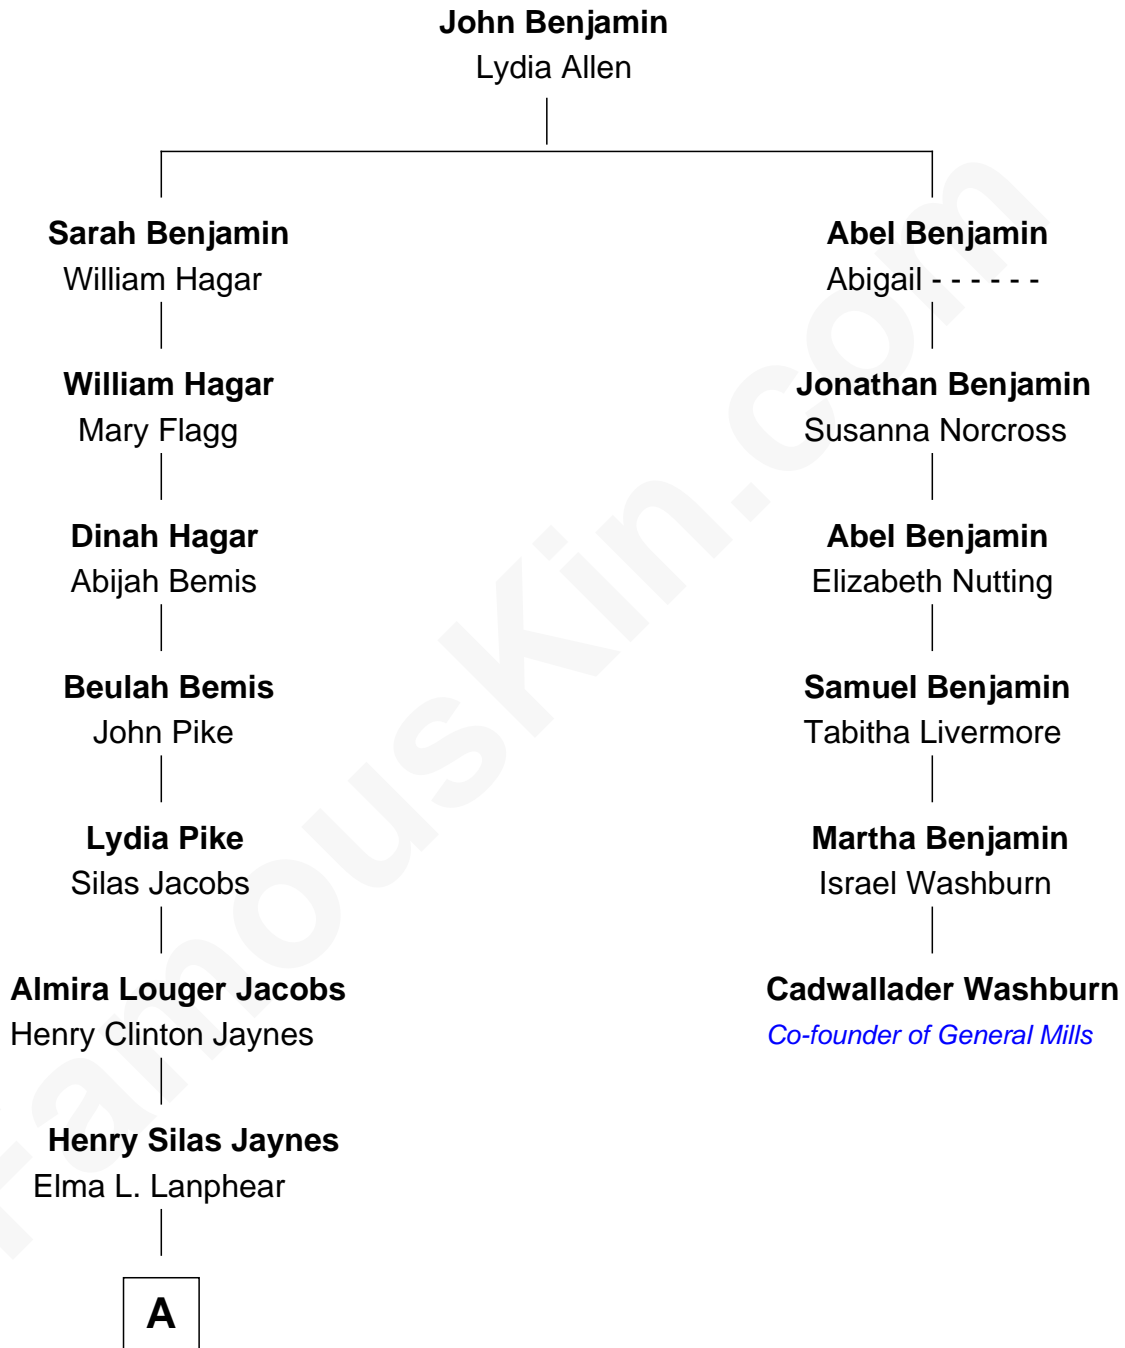 John Benjamin
Lydia Allen
Sarah Benjamin
William Hagar
William Hagar
Mary Flagg
Dinah Hagar
Abijah Bemis
Beulah Bemis
John Pike
Lydia Pike
Silas Jacobs
Almira Louger Jacobs
Henry Clinton Jaynes
Henry Silas Jaynes
Elma L. Lanphear
A
Abel Benjamin
Abigail - - - - - -
Jonathan Benjamin
Susanna Norcross
Abel Benjamin
Elizabeth Nutting
Samuel Benjamin
Tabitha Livermore
Martha Benjamin
Israel Washburn
Cadwallader Washburn
Co-founder of General Mills
FamousKin.com